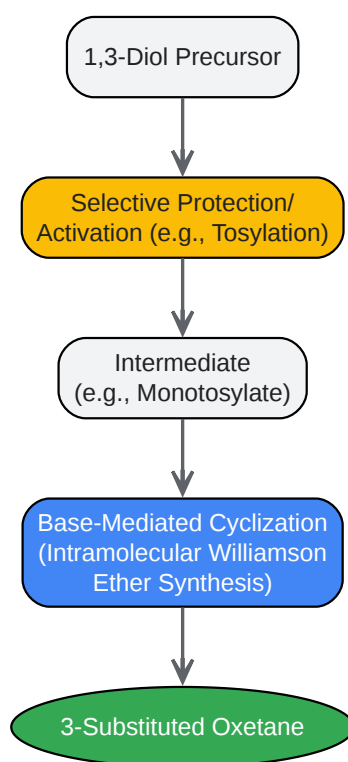 1,3-Diol Precursor
Selective Protection/
Activation (e.g., Tosylation)
Intermediate
(e.g., Monotosylate)
Base-Mediated Cyclization
(Intramolecular Williamson
Ether Synthesis)
3-Substituted Oxetane